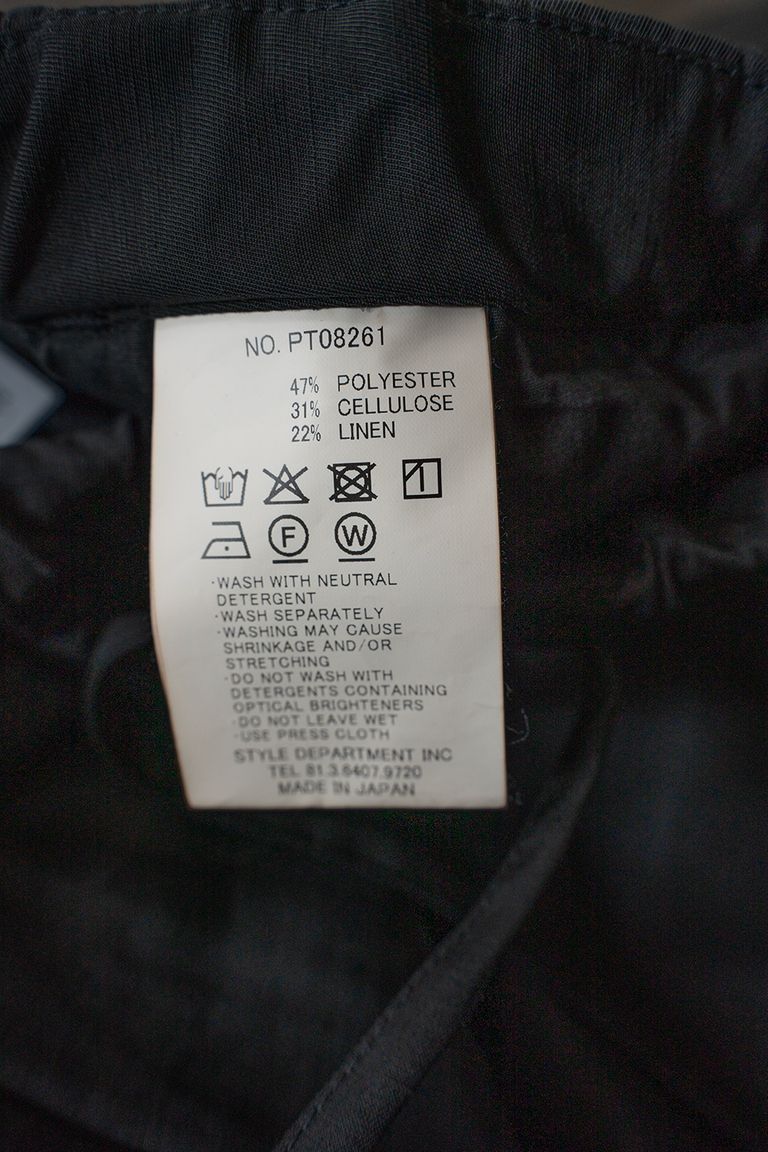 NO. PT08261
47% POLYESTER
31% CELLULOSE
22% LINEN
F W
·WASH WITH NEUTRAL
DETERGENT
·WASH SEPARATELY
·WASHING MAY CAUSE
SHRINKAGE AND/OR
STRETCHING
·DO NOT WASH WITH
DETERGENTS CONTAINING
OPTICAL BRIGHTENERS
·DO NOT LEAVE WET
·USE PRESS CLOTH
STYLE DEPARTMENT INC
TEL 81.3.6407.9720
MADE IN JAPAN